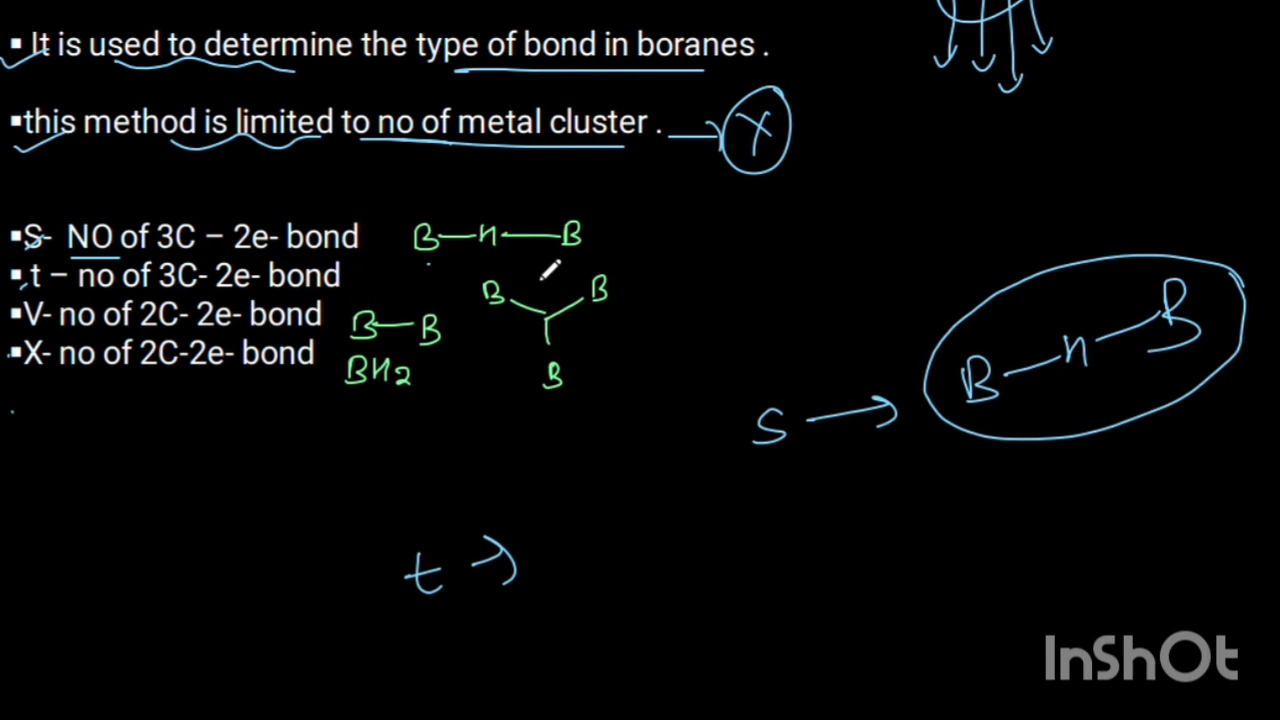 ▪ It is used to determine the type of bond in boranes .
▪this method is limited to no of metal cluster . X
▪S- NO of 3C – 2e- bond B–H–B
▪t – no of 3C- 2e- bond B B B
▪V- no of 2C- 2e- bond B–B
▪X- no of 2C-2e- bond BH2
S → B–H–B
t →
InShOt